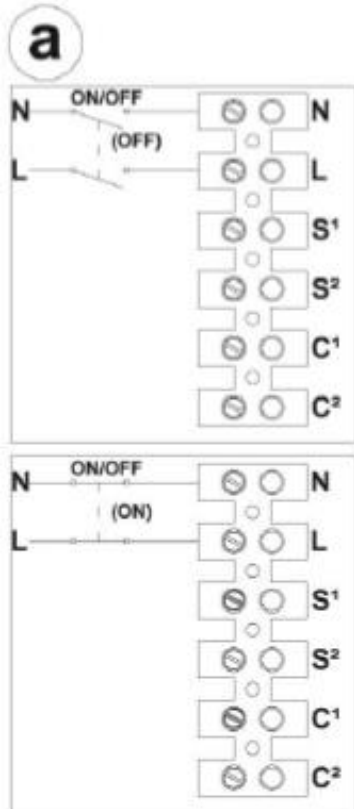 a
N ON/OFF N
(OFF)
L L
S¹
S²
C¹
C²
N ON/OFF N
(ON)
L L
S¹
S²
C¹
C²